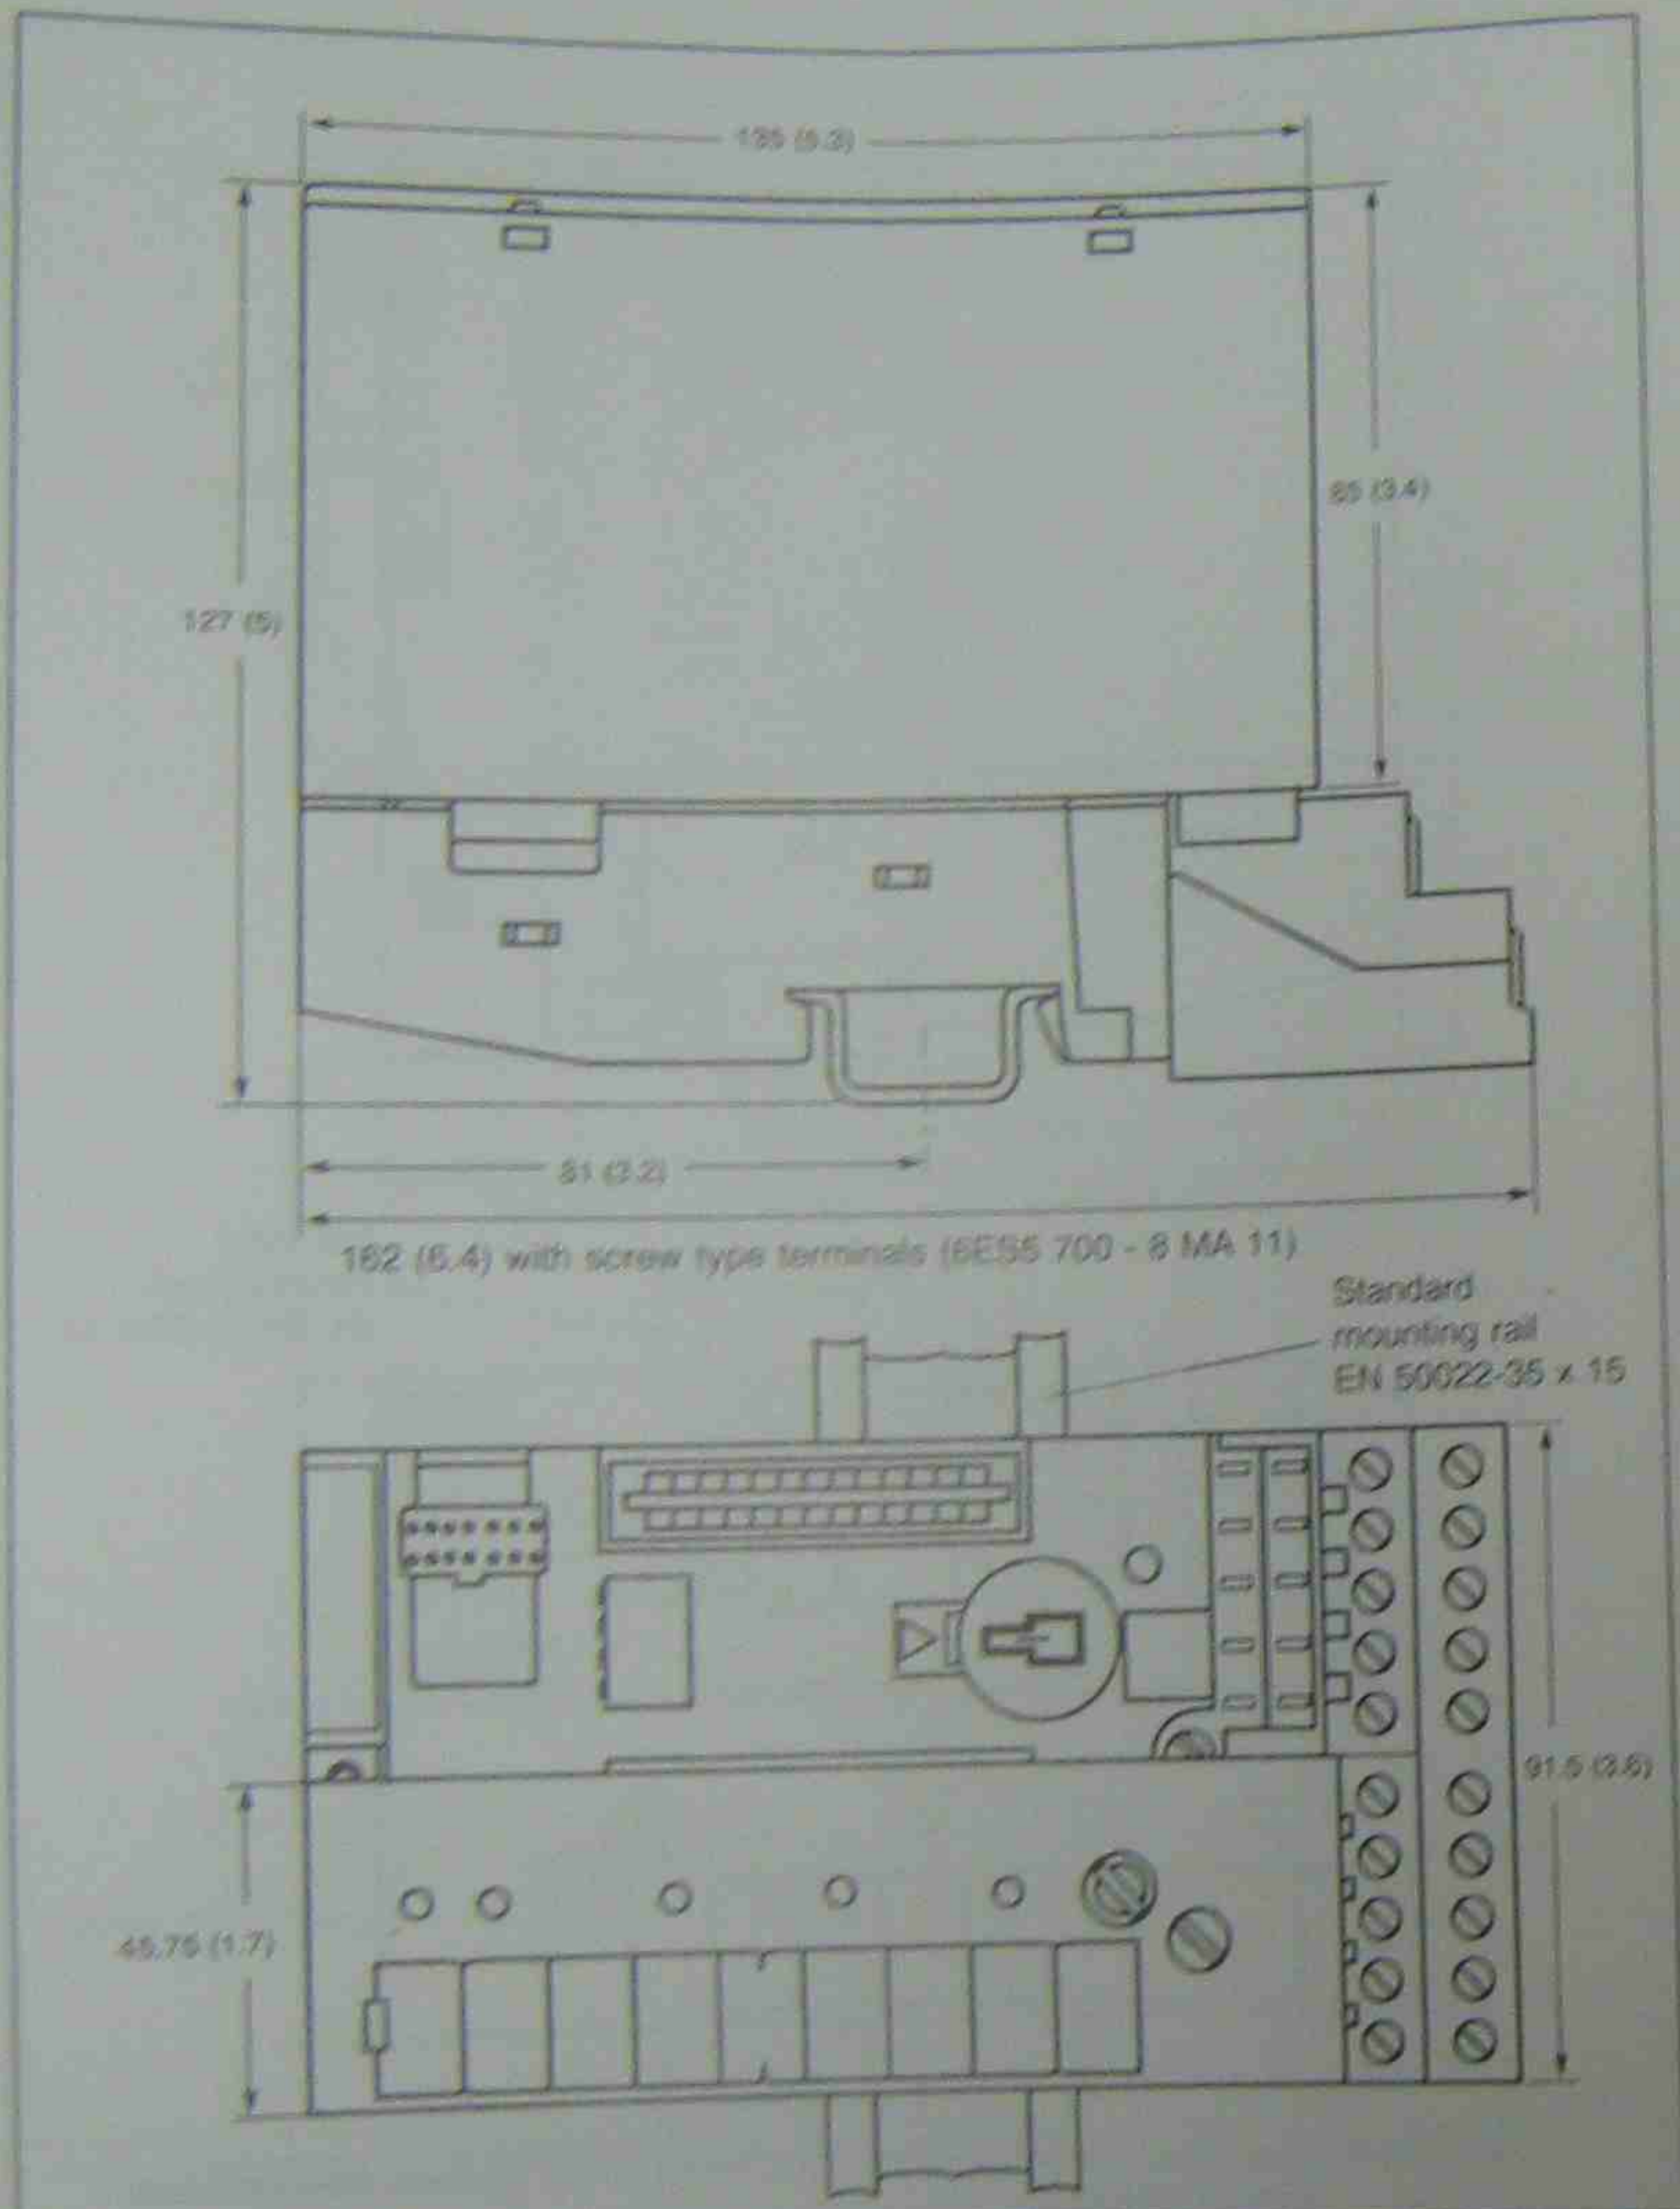 135 (5.3)
85 (3.4)
127 (5)
81 (3.2)
162 (6.4) with screw type terminals (6ES5 700 - 8 MA 11)
Standard
mounting rail
EN 50022-35 x 15
91.5 (3.6)
45.75 (1.7)